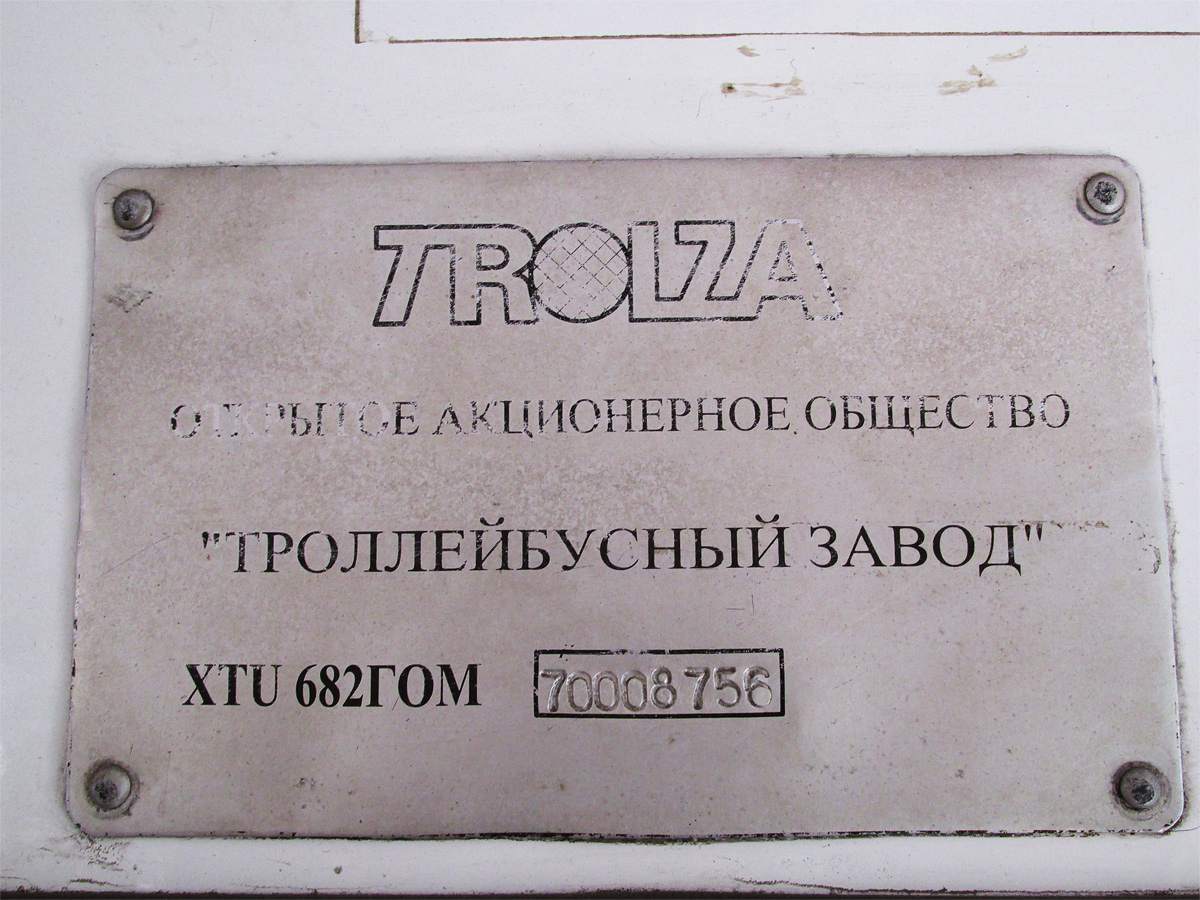 TROLZA
ОТКРЫТОЕ АКЦИОНЕРНОЕ ОБЩЕСТВО
"ТРОЛЛЕЙБУСНЫЙ ЗАВОД"
XTU 682ГОМ 70008756